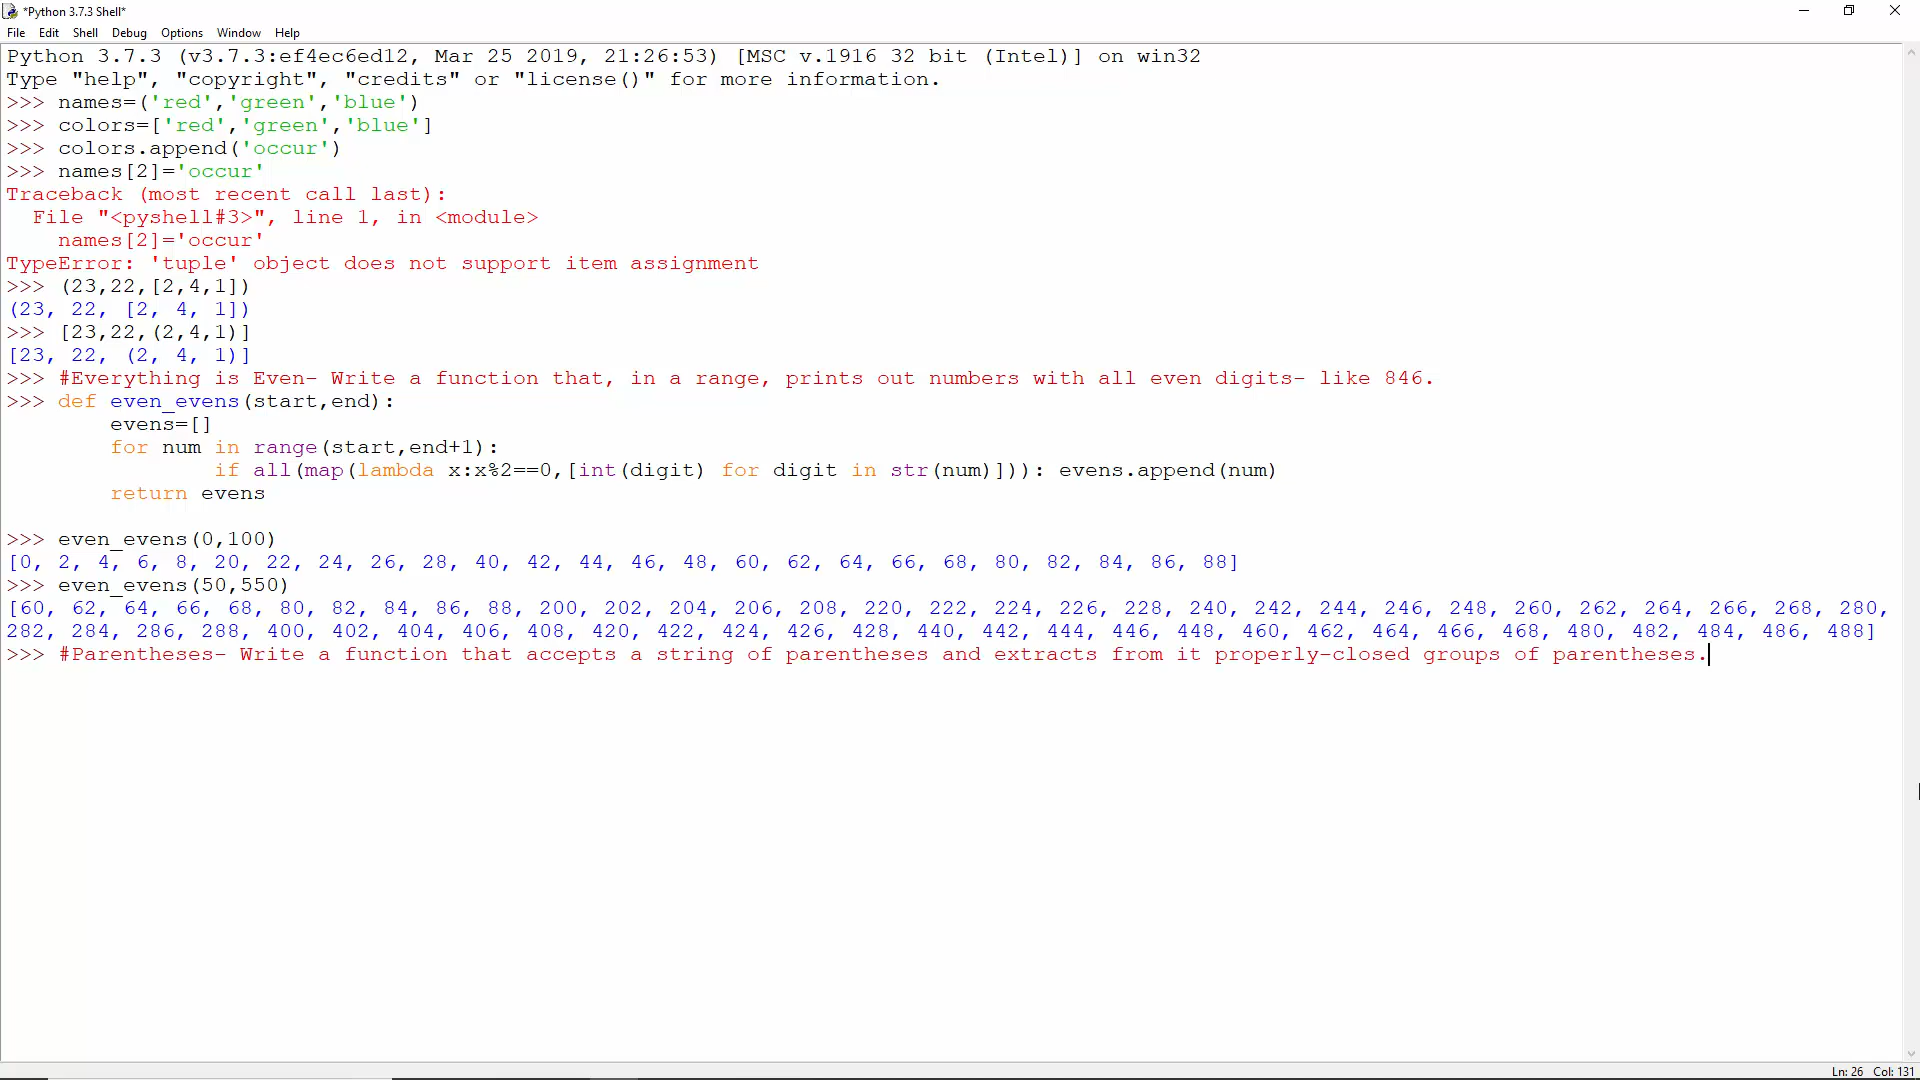 *Python 3.7.3 Shell*
File Edit Shell Debug Options Window Help
Python 3.7.3 (v3.7.3:ef4ec6ed12, Mar 25 2019, 21:26:53) [MSC v.1916 32 bit (Intel)] on win32
Type "help", "copyright", "credits" or "license()" for more information.
>>> names=('red','green','blue')
>>> colors=['red','green','blue']
>>> colors.append('occur')
>>> names[2]='occur'
Traceback (most recent call last):
  File "<pyshell#3>", line 1, in <module>
    names[2]='occur'
TypeError: 'tuple' object does not support item assignment
>>> (23,22,[2,4,1])
(23, 22, [2, 4, 1])
>>> [23,22,(2,4,1)]
[23, 22, (2, 4, 1)]
>>> #Everything is Even- Write a function that, in a range, prints out numbers with all even digits- like 846.
>>> def even_evens(start,end):
        evens=[]
        for num in range(start,end+1):
                if all(map(lambda x:x%2==0,[int(digit) for digit in str(num)])): evens.append(num)
        return evens
>>> even_evens(0,100)
[0, 2, 4, 6, 8, 20, 22, 24, 26, 28, 40, 42, 44, 46, 48, 60, 62, 64, 66, 68, 80, 82, 84, 86, 88]
>>> even_evens(50,550)
[60, 62, 64, 66, 68, 80, 82, 84, 86, 88, 200, 202, 204, 206, 208, 220, 222, 224, 226, 228, 240, 242, 244, 246, 248, 260, 262, 264, 266, 268, 280,
282, 284, 286, 288, 400, 402, 404, 406, 408, 420, 422, 424, 426, 428, 440, 442, 444, 446, 448, 460, 462, 464, 466, 468, 480, 482, 484, 486, 488]
>>> #Parentheses- Write a function that accepts a string of parentheses and extracts from it properly-closed groups of parentheses.
Ln: 26 Col: 131